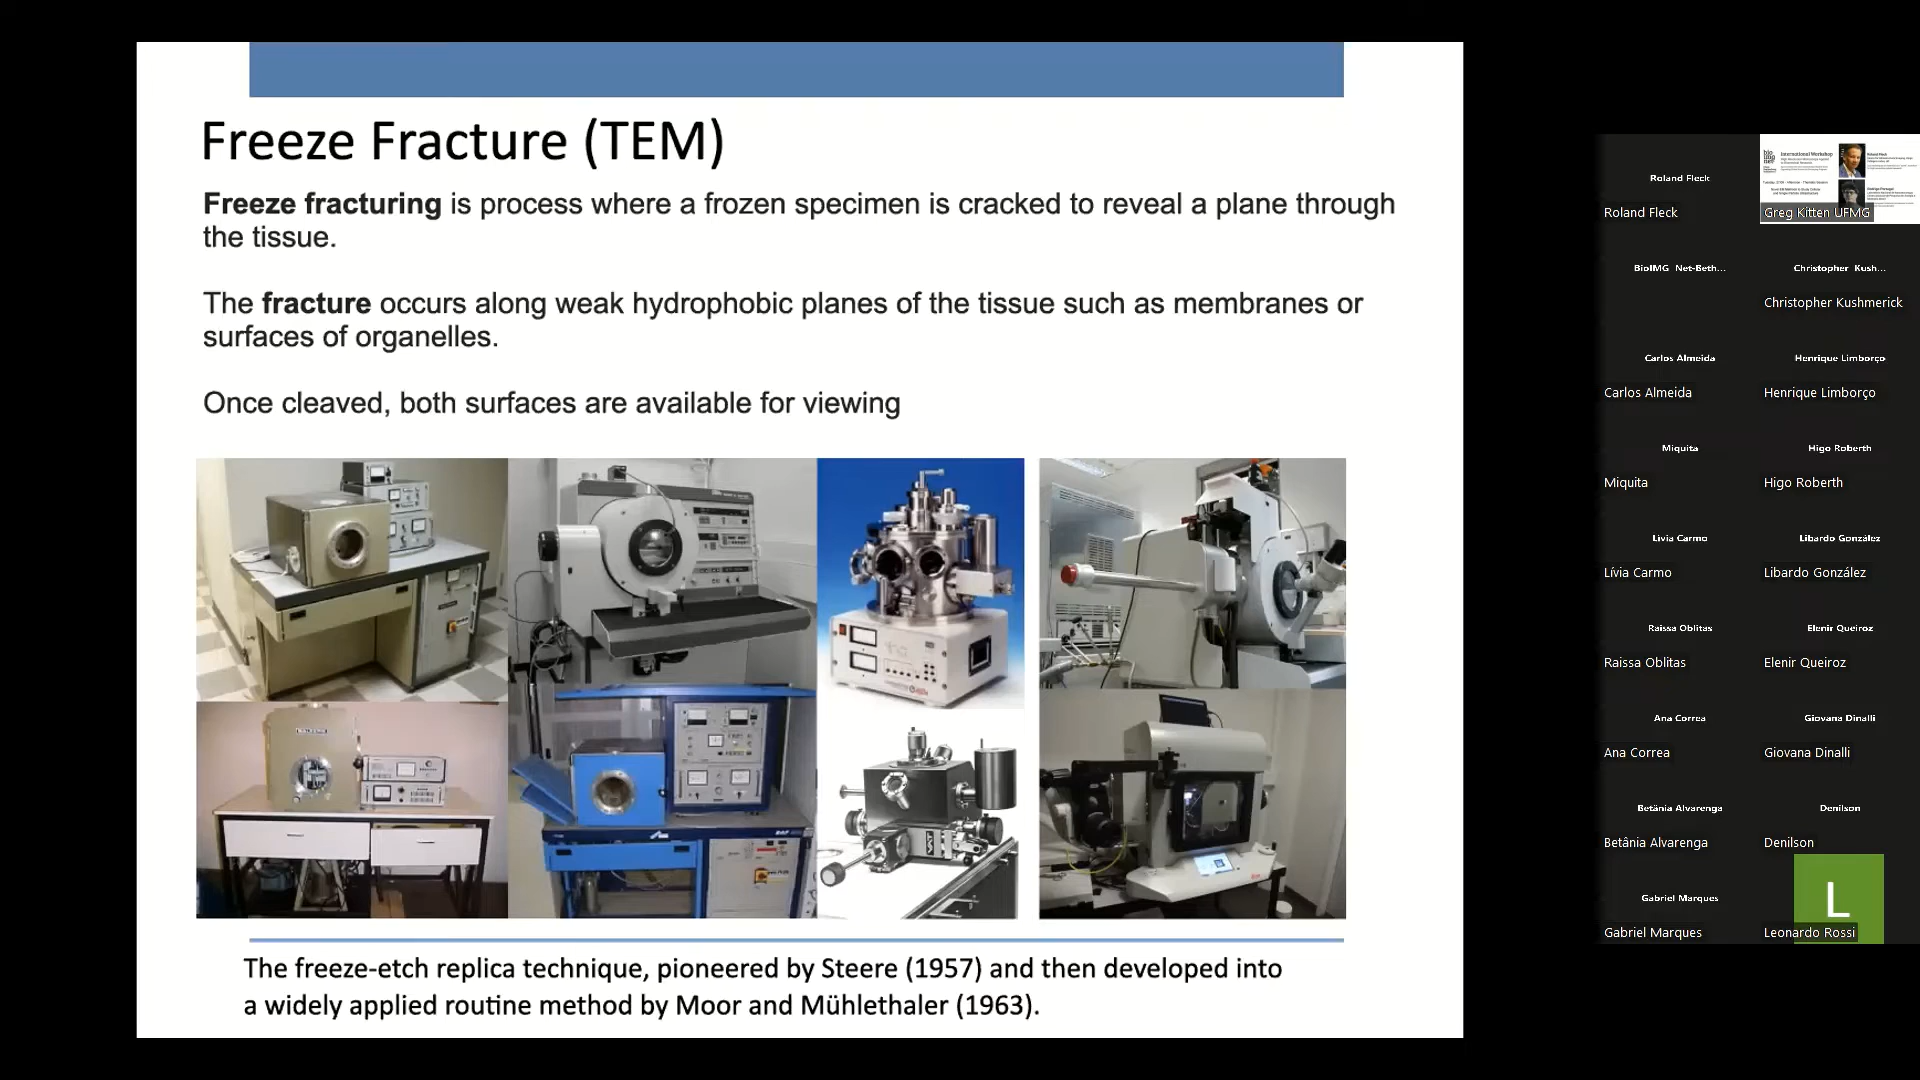 Freeze Fracture (TEM)
Freeze fracturing is process where a frozen specimen is cracked to reveal a plane through
the tissue.
The fracture occurs along weak hydrophobic planes of the tissue such as membranes or
surfaces of organelles.
Once cleaved, both surfaces are available for viewing
The freeze-etch replica technique, pioneered by Steere (1957) and then developed into
a widely applied routine method by Moor and Mühlethaler (1963).
Roland Fleck
Roland Fleck
International Workshop
Greg Kitten UFMG
BioIMG Net-Beth...
Christopher Kush...
Christopher Kushmerick
Carlos Almeida
Carlos Almeida
Henrique Limborço
Henrique Limborço
Miquita
Miquita
Higo Roberth
Higo Roberth
Lívia Carmo
Lívia Carmo
Libardo González
Libardo González
Raissa Oblitas
Raissa Oblitas
Elenir Queiroz
Elenir Queiroz
Ana Correa
Ana Correa
Giovana Dinalli
Giovana Dinalli
Betânia Alvarenga
Betânia Alvarenga
Denilson
Denilson
Gabriel Marques
Gabriel Marques
L
Leonardo Rossi